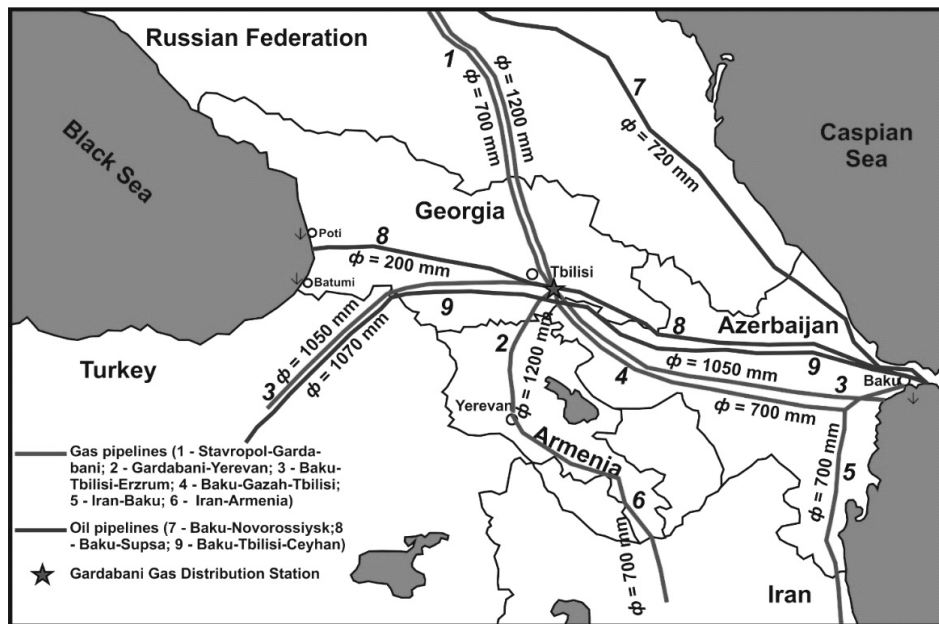 Russian Federation
1
ϕ = 1200 mm
ϕ = 700 mm
7
ϕ = 720 mm
Caspian
Sea
Black Sea
Georgia
Poti
8
ϕ = 200 mm
Tbilisi
Batumi
9
8
Azerbaijan
ϕ = 1050 mm
ϕ = 1070 mm
3
2
ϕ = 1200 mm
4
ϕ = 1050 mm
9
3
Baku
ϕ = 700 mm
Turkey
Yerevan
Armenia
6
ϕ = 700 mm
5
ϕ = 700 mm
Iran
Gas pipelines (1 - Stavropol-Garda-
bani; 2 - Gardabani-Yerevan; 3 - Baku-
Tbilisi-Erzrum; 4 - Baku-Gazah-Tbilisi;
5 - Iran-Baku; 6 - Iran-Armenia)
Oil pipelines (7 - Baku-Novorossiysk;8
- Baku-Supsa; 9 - Baku-Tbilisi-Ceyhan)
Gardabani Gas Distribution Station